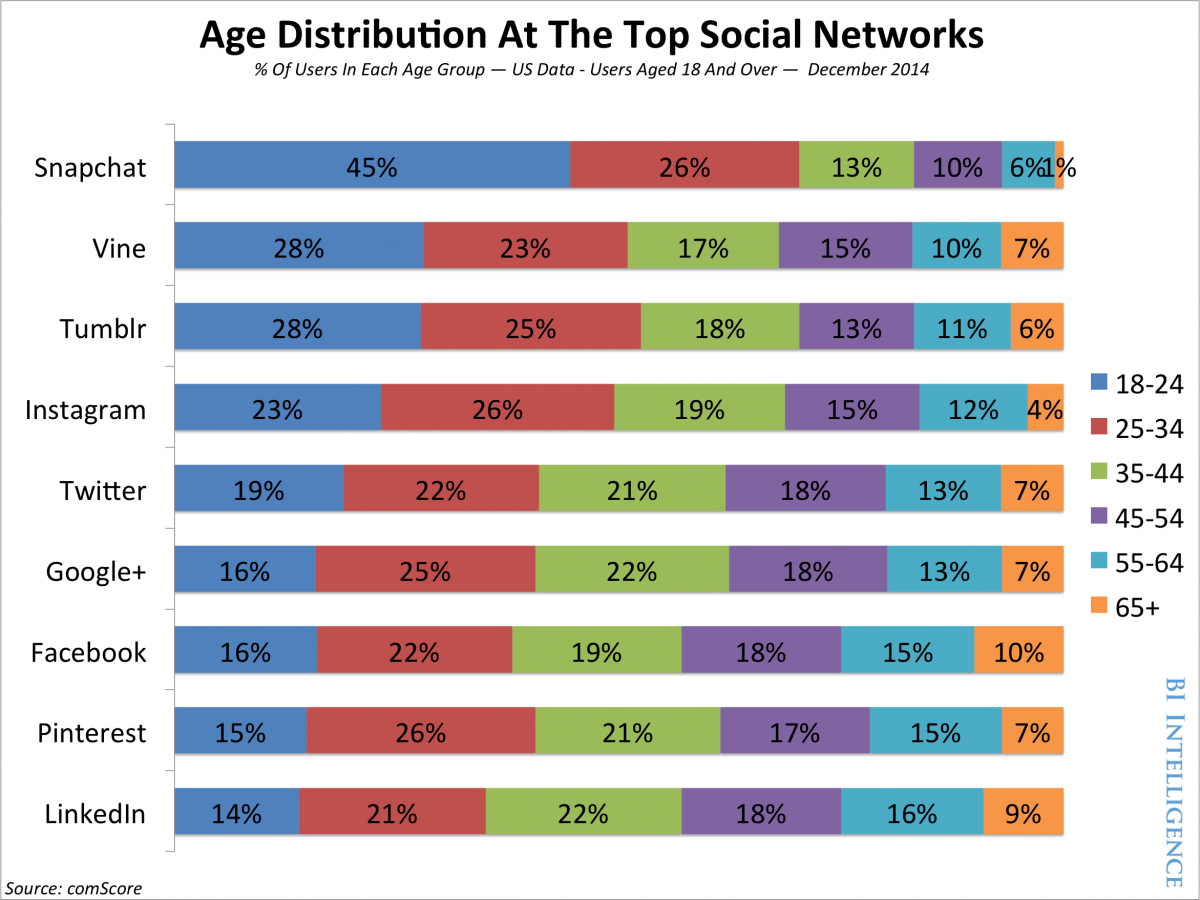 Age Distribution At The Top Social Networks
% Of Users In Each Age Group — US Data - Users Aged 18 And Over — December 2014
Snapchat 45% 26% 13% 10% 6% 1%
Vine 28% 23% 17% 15% 10% 7%
Tumblr 28% 25% 18% 13% 11% 6%
Instagram 23% 26% 19% 15% 12% 4%
Twitter 19% 22% 21% 18% 13% 7%
Google+ 16% 25% 22% 18% 13% 7%
Facebook 16% 22% 19% 18% 15% 10%
Pinterest 15% 26% 21% 17% 15% 7%
LinkedIn 14% 21% 22% 18% 16% 9%
18-24
25-34
35-44
45-54
55-64
65+
BI INTELLIGENCE
Source: comScore